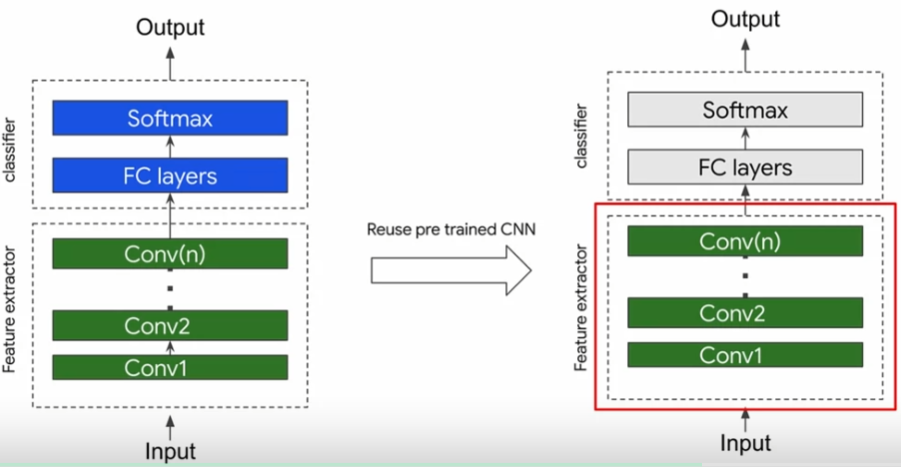 Output
classifier
Softmax
FC layers
Feature extractor
Conv(n)
Conv2
Conv1
Input
Reuse pre trained CNN
Output
classifier
Softmax
FC layers
Feature extractor
Conv(n)
Conv2
Conv1
Input